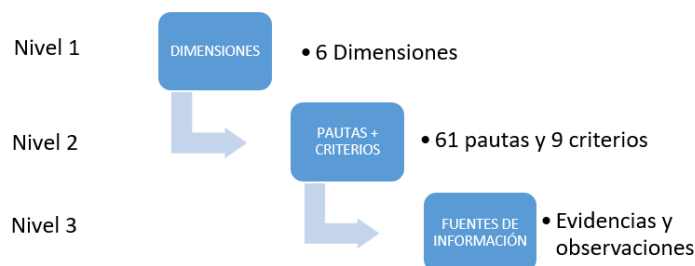 Nivel 1
DIMENSIONES
• 6 Dimensiones
Nivel 2
PAUTAS +
CRITERIOS
• 61 pautas y 9 criterios
Nivel 3
FUENTES DE
INFORMACIÓN
• Evidencias y
observaciones